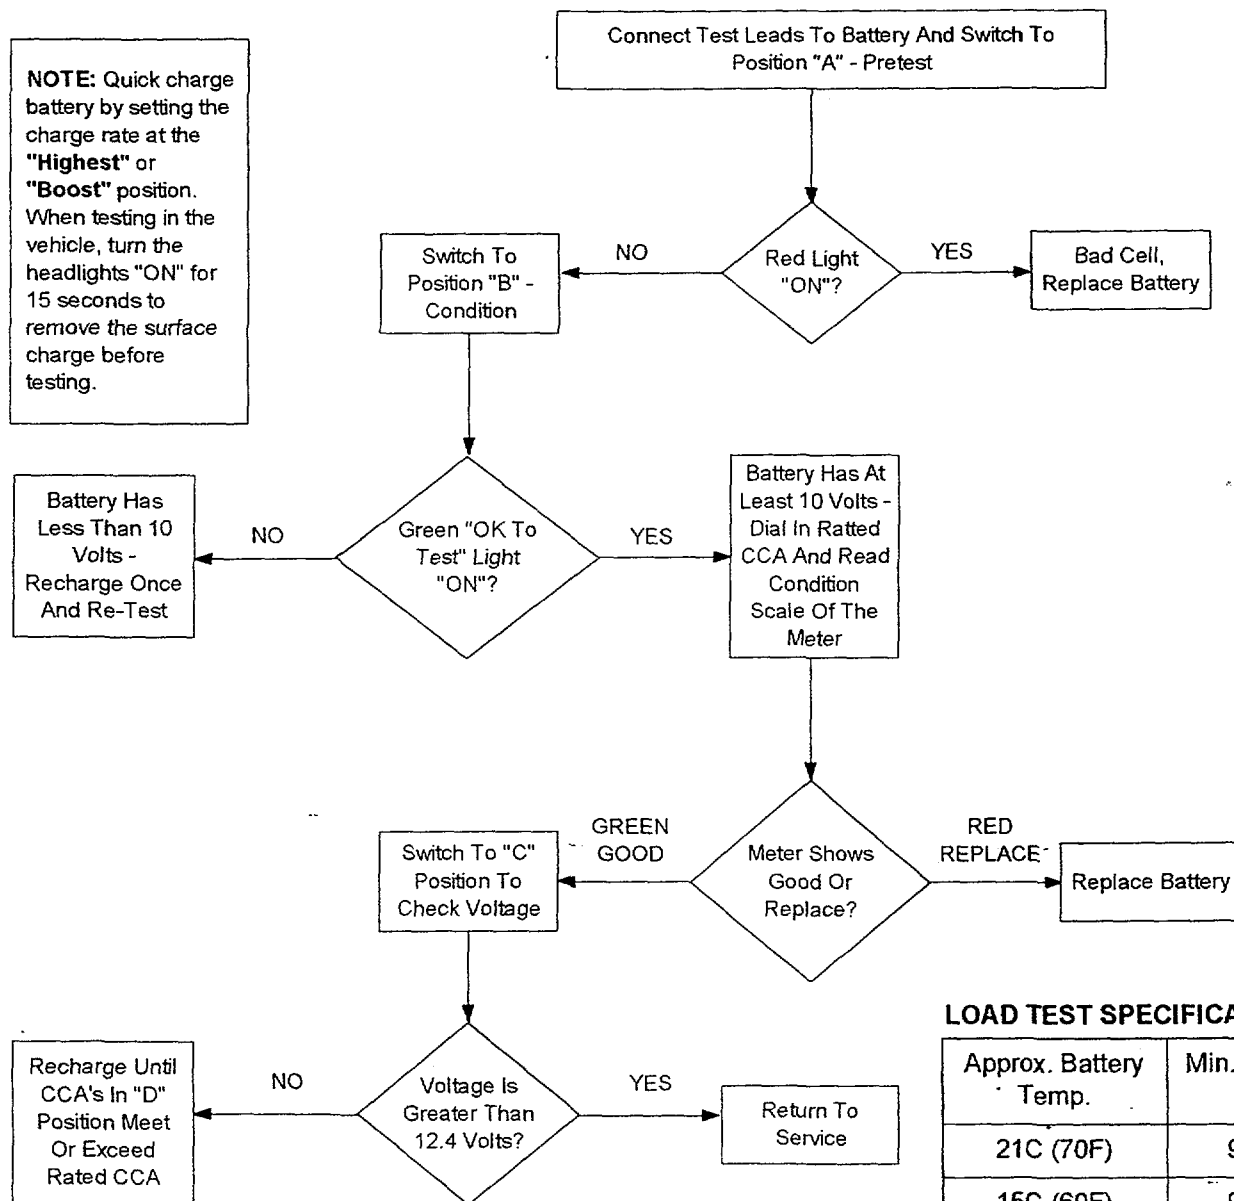 Connect Test Leads To Battery And Switch To
Position "A" - Pretest
NOTE: Quick charge
battery by setting the
charge rate at the
"Highest" or
"Boost" position.
When testing in the
vehicle, turn the
headlights "ON" for
15 seconds to
remove the surface
charge before
testing.
Switch To
Position "B" -
Condition
NO
Red Light
"ON"?
YES
Bad Cell,
Replace Battery
Battery Has
Less Than 10
Volts -
Recharge Once
And Re-Test
NO
Green "OK To
Test" Light
"ON"?
YES
Battery Has At
Least 10 Volts -
Dial In Ratted
CCA And Read
Condition
Scale Of The
Meter
Switch To "C"
Position To
Check Voltage
GREEN
GOOD
Meter Shows
Good Or
Replace?
RED
REPLACE
Replace Battery
Recharge Until
CCA's In "D"
Position Meet
Or Exceed
Rated CCA
NO
Voltage Is
Greater Than
12.4 Volts?
YES
Return To
Service
LOAD TEST SPECIFICA
Approx. Battery
Temp.
Min.
21C (70F)
9
15C (60F)